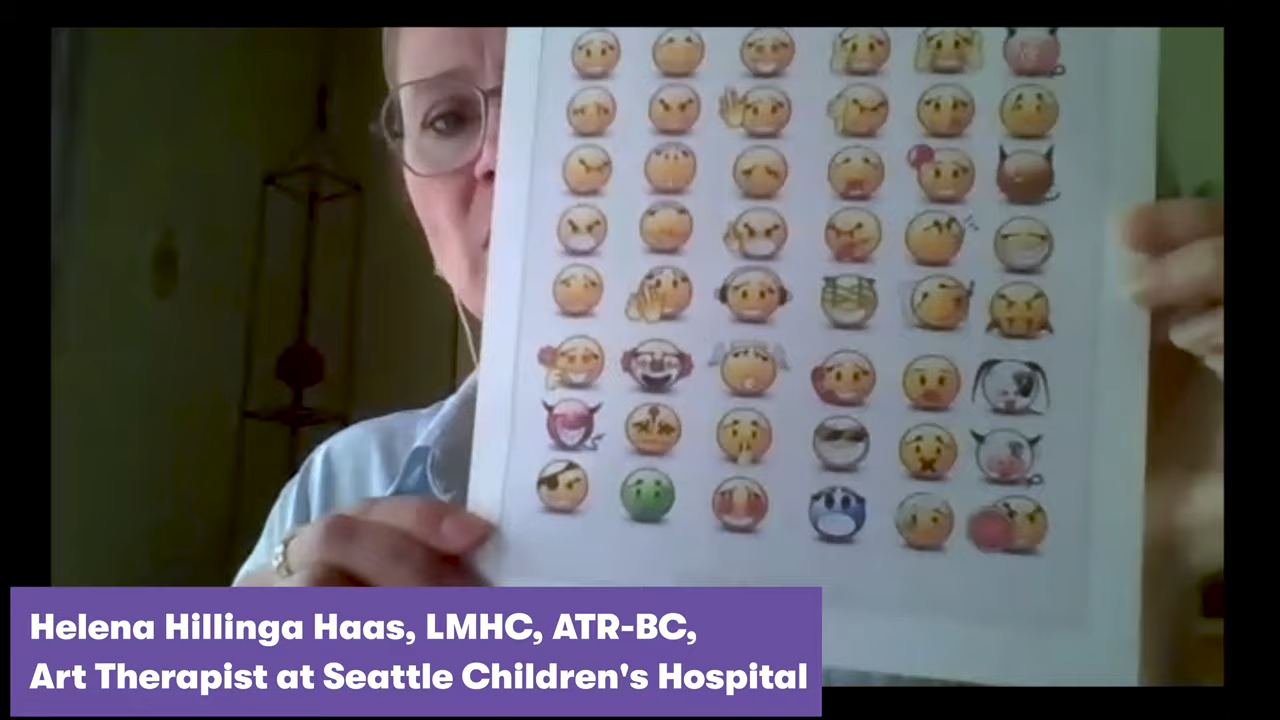 Helena Hillinga Haas, LMHC, ATR-BC,
Art Therapist at Seattle Children's Hospital